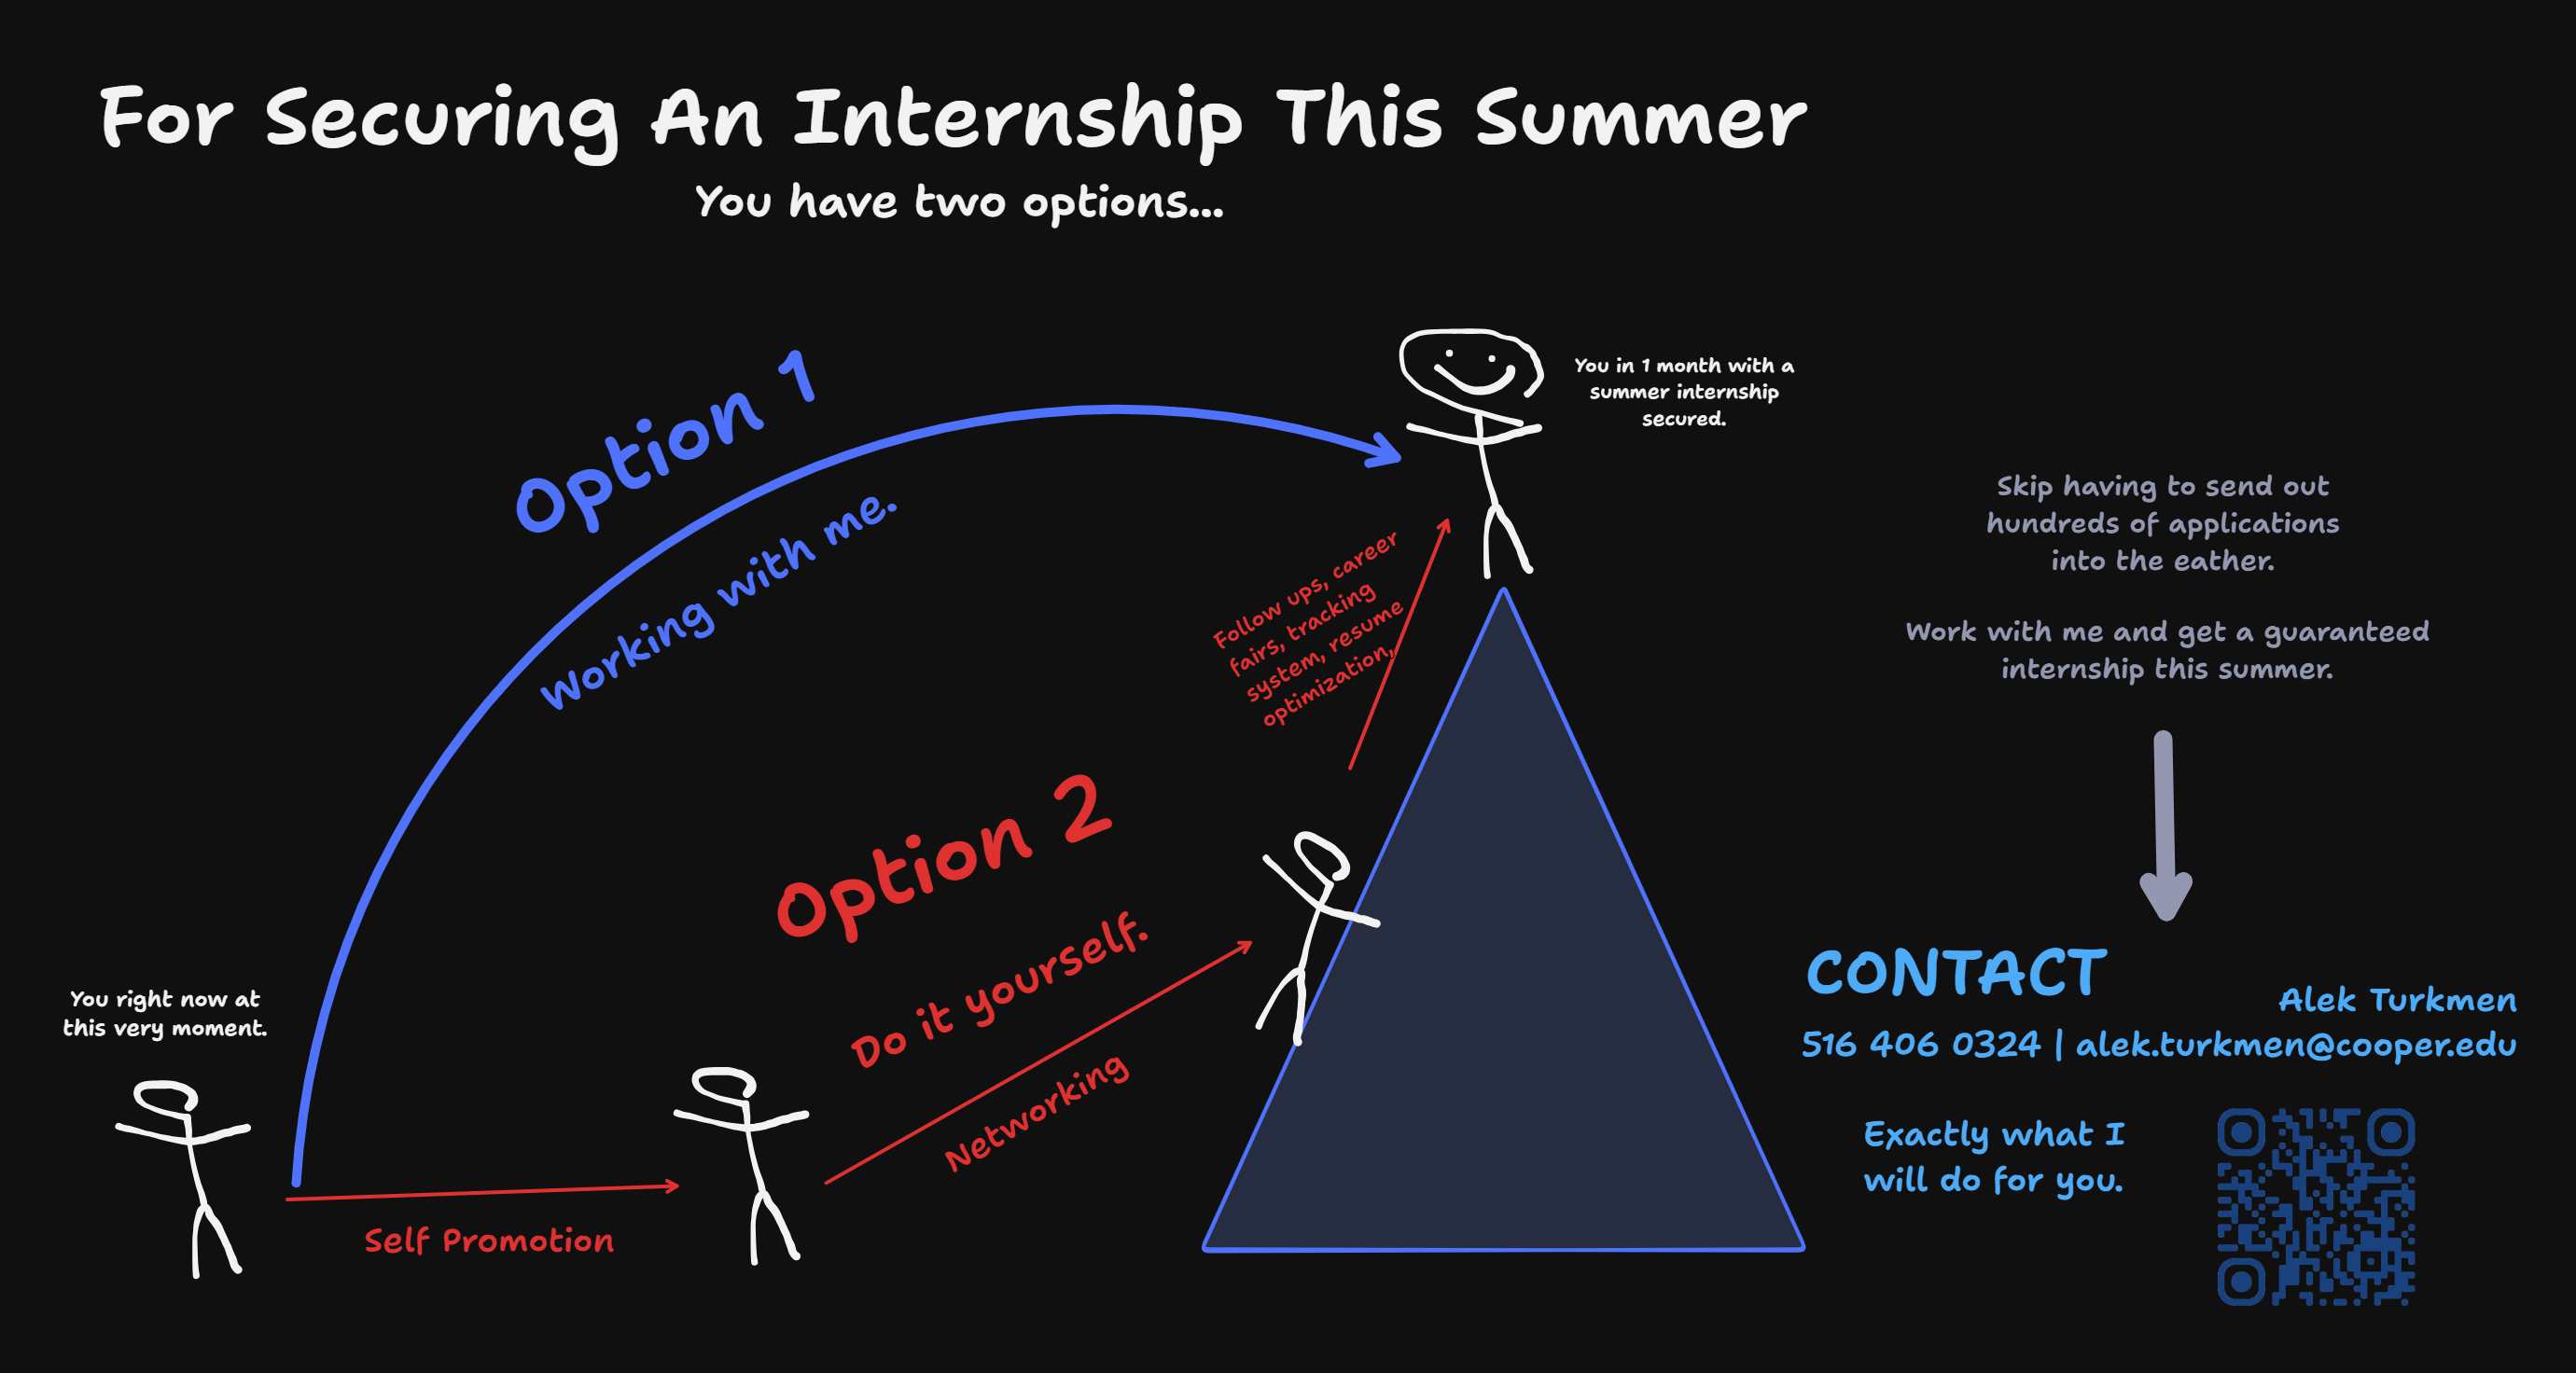 For Securing An Internship This Summer
You have two options...
Option 1
Working with me.
You in 1 month with a
summer internship
secured.
Follow ups, career
fairs, tracking
system, resume
optimization,
Option 2
Do it yourself.
Networking
You right now at
this very moment.
Self Promotion
Skip having to send out
hundreds of applications
into the eather.
Work with me and get a guaranteed
internship this summer.
CONTACT
Alek Turkmen
516 406 0324 | alek.turkmen@cooper.edu
Exactly what I
will do for you.